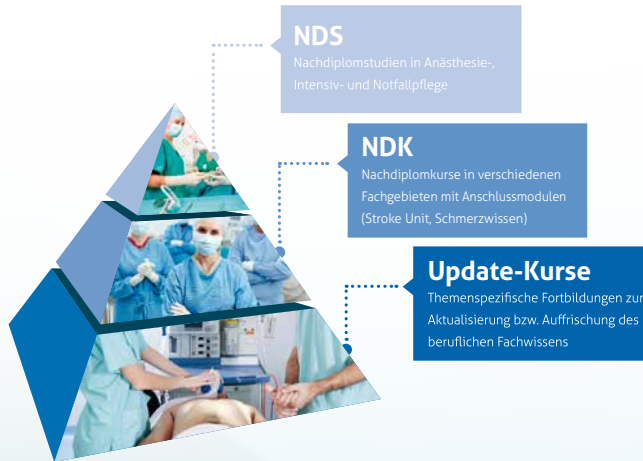 NDS
Nachdiplomstudien in Anästhesie-,
Intensiv- und Notfallpflege
NDK
Nachdiplomkurse in verschiedenen
Fachgebieten mit Anschlussmodulen
(Stroke Unit, Schmerzwissen)
Update-Kurse
Themenspezifische Fortbildungen zur
Aktualisierung bzw. Auffrischung des
beruflichen Fachwissens